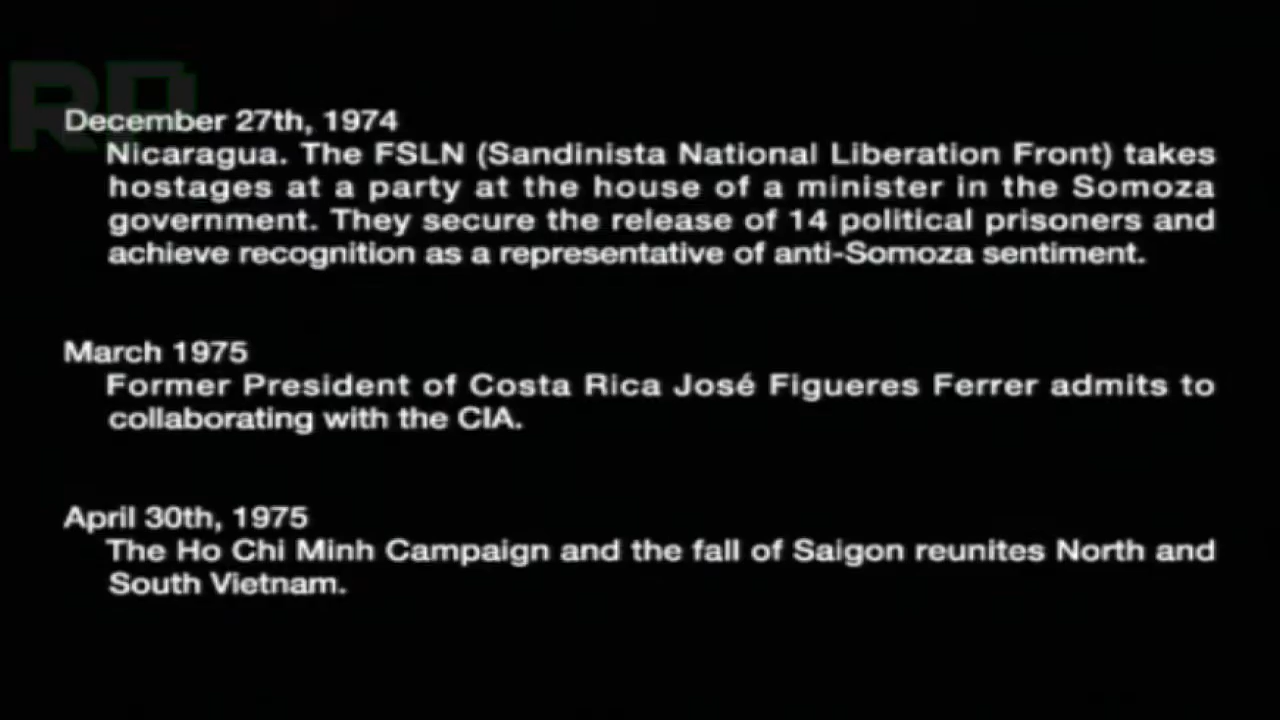 December 27th, 1974
Nicaragua. The FSLN (Sandinista National Liberation Front) takes
hostages at a party at the house of a minister in the Somoza
government. They secure the release of 14 political prisoners and
achieve recognition as a representative of anti-Somoza sentiment.
March 1975
Former President of Costa Rica José Figueres Ferrer admits to
collaborating with the CIA.
April 30th, 1975
The Ho Chi Minh Campaign and the fall of Saigon reunites North and
South Vietnam.